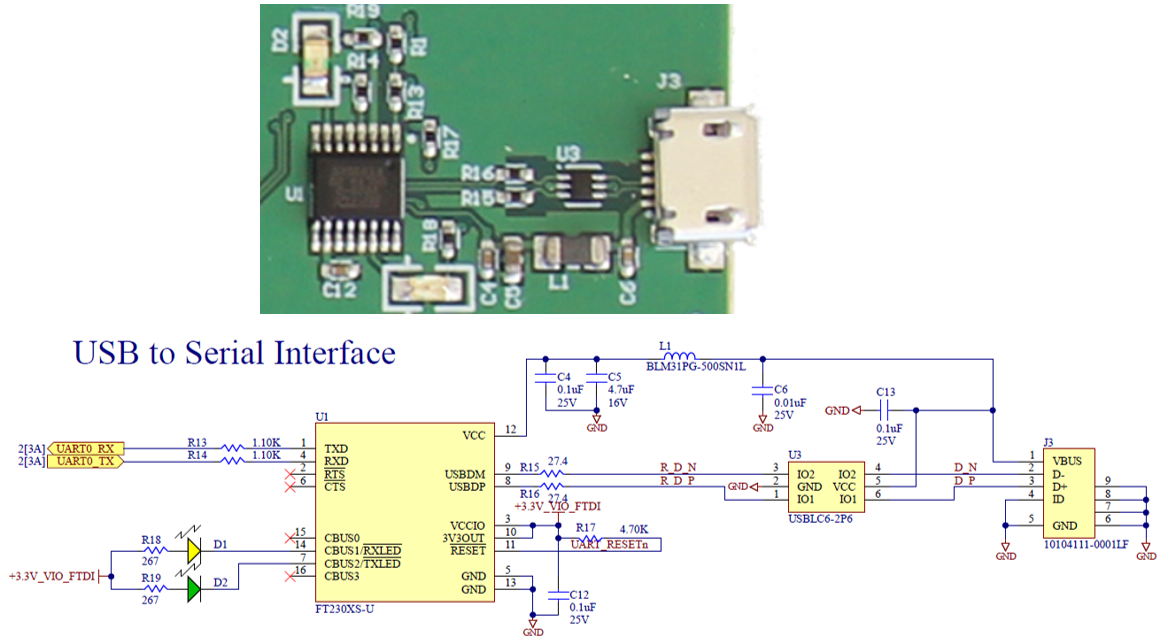 R19
D2
R1
R14
R13
J3
R17
U3
R16
U1
R15
R18
C12
C4
C5
L1
C6
USB to Serial Interface
L1
BLM31PG-500SN1L
C4
0.1uF
25V
C5
4.7uF
16V
GND
C6
0.01uF
25V
GND
C13
GND
0.1uF
25V
U1
VCC 12
2[3A] UART0_RX R13 1.10K 1 TXD
2[3A] UART0_TX R14 1.10K 4 RXD
2 RTS
6 CTS
USBDM 9 R15 27.4 R_D_N
USBDP 8 R16 27.4 R_D_P
U3
3 IO2 IO2 4
GND 2 GND VCC 5
1 IO1 IO1 6
USBLC6-2P6
D_N
D_P
J3
1 VBUS
2 D-
3 D+ 9
4 ID 8
7
5 GND 6
10104111-0001LF
GND
GND
+3.3V_VIO_FTDI
VCCIO 3
3V3OUT 10
RESET 11
R17 4.70K
UART_RESETn
15 CBUS0
14 CBUS1/RXLED
7 CBUS2/TXLED
16 CBUS3
GND 5
GND 13
FT230XS-U
R18
267
D1
+3.3V_VIO_FTDI
R19
267
D2
C12
0.1uF
25V
GND